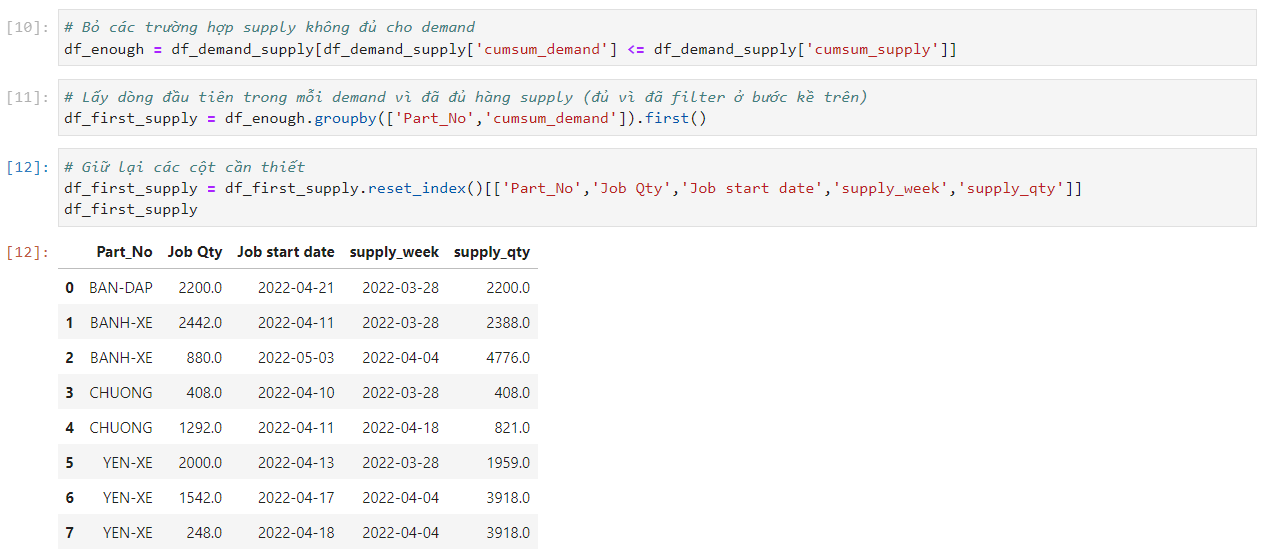 [10]: # Bỏ các trường hợp supply không đủ cho demand
df_enough = df_demand_supply[df_demand_supply['cumsum_demand'] <= df_demand_supply['cumsum_supply']]
[11]: # Lấy dòng đầu tiên trong mỗi demand vì đã đủ hàng supply (đủ vì đã filter ở bước kề trên)
df_first_supply = df_enough.groupby(['Part_No','cumsum_demand']).first()
[12]: # Giữ lại các cột cần thiết
df_first_supply = df_first_supply.reset_index()[['Part_No','Job Qty','Job start date','supply_week','supply_qty']]
df_first_supply
[12]: Part_No Job Qty Job start date supply_week supply_qty
0 BAN-DAP 2200.0 2022-04-21 2022-03-28 2200.0
1 BANH-XE 2442.0 2022-04-11 2022-03-28 2388.0
2 BANH-XE 880.0 2022-05-03 2022-04-04 4776.0
3 CHUONG 408.0 2022-04-10 2022-03-28 408.0
4 CHUONG 1292.0 2022-04-11 2022-04-18 821.0
5 YEN-XE 2000.0 2022-04-13 2022-03-28 1959.0
6 YEN-XE 1542.0 2022-04-17 2022-04-04 3918.0
7 YEN-XE 248.0 2022-04-18 2022-04-04 3918.0